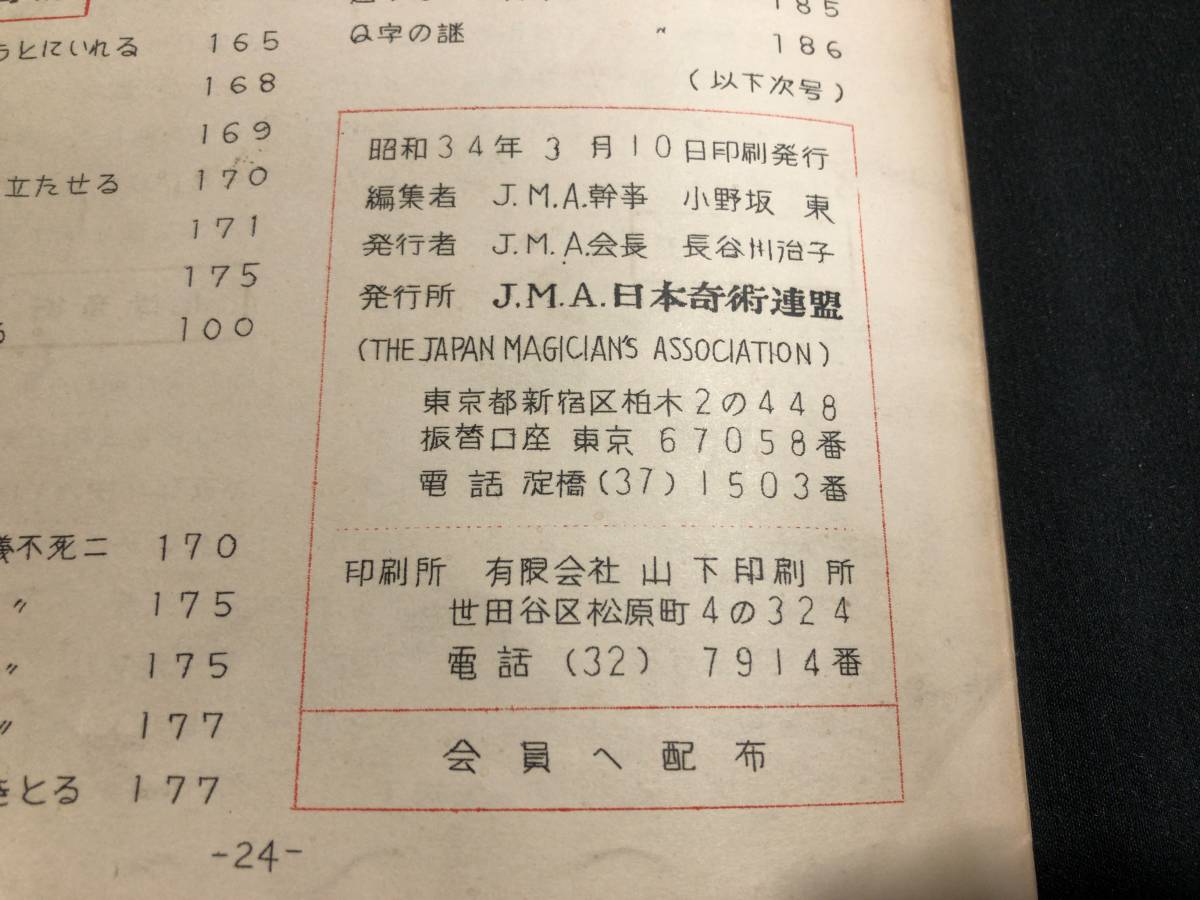 らとにいれる 165
168
169
立たせる 170
171
175
100
義不死二 170
〃 175
〃 175
〃 177
きとる 177
185
Q字の謎 〃 186
(以下次号)
昭和34年3月10日印刷発行
編集者 J.M.A.幹事 小野坂 東
発行者 J.M.A.会長 長谷川治子
発行所 J.M.A.日本奇術連盟
(THE JAPAN MAGICIAN'S ASSOCIATION)
東京都新宿区柏木2の448
振替口座 東京 67058番
電話 淀橋(37)1503番
印刷所 有限会社 山下印刷所
世田谷区松原町4の324
電話 (32) 7914番
会員へ配布
-24-